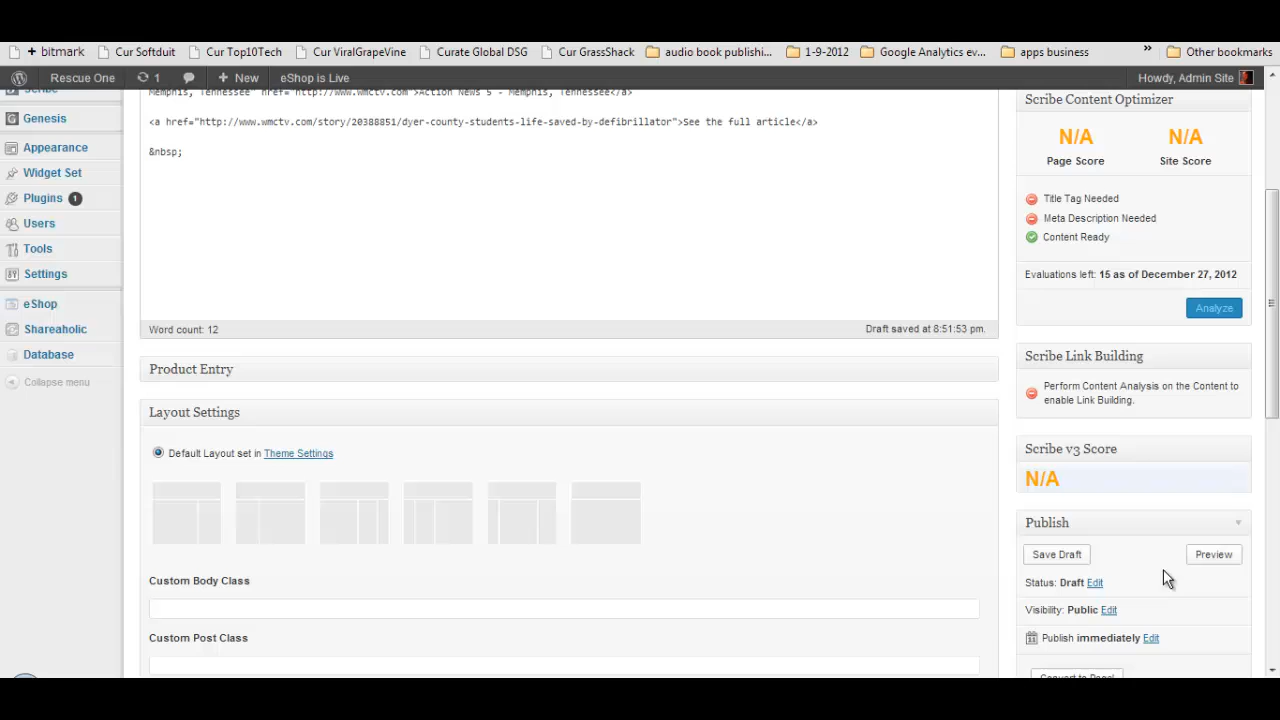 + bitmark
Cur Softduit
Cur Top10Tech
Cur ViralGrapeVine
Curate Global DSG
Cur GrassShack
audio book publishi...
1-9-2012
Google Analytics ev...
apps business
»
Other bookmarks
Rescue One
1
+ New
eShop is Live
Howdy, Admin Site
Scribe
Genesis
Appearance
Widget Set
Plugins 1
Users
Tools
Settings
eShop
Shareaholic
Database
Collapse menu
Memphis, Tennessee" href="http://www.wmctv.com">Action News 5 - Memphis, Tennessee</a>
<a href="http://www.wmctv.com/story/20388851/dyer-county-students-life-saved-by-defibrillator">See the full article</a>
&nbsp;
Word count: 12
Draft saved at 8:51:53 pm.
Product Entry
Layout Settings
Default Layout set in Theme Settings
Custom Body Class
Custom Post Class
Scribe Content Optimizer
N/A
Page Score
N/A
Site Score
Title Tag Needed
Meta Description Needed
Content Ready
Evaluations left: 15 as of December 27, 2012
Analyze
Scribe Link Building
Perform Content Analysis on the Content to
enable Link Building.
Scribe v3 Score
N/A
Publish
Save Draft
Preview
Status: Draft Edit
Visibility: Public Edit
Publish immediately Edit